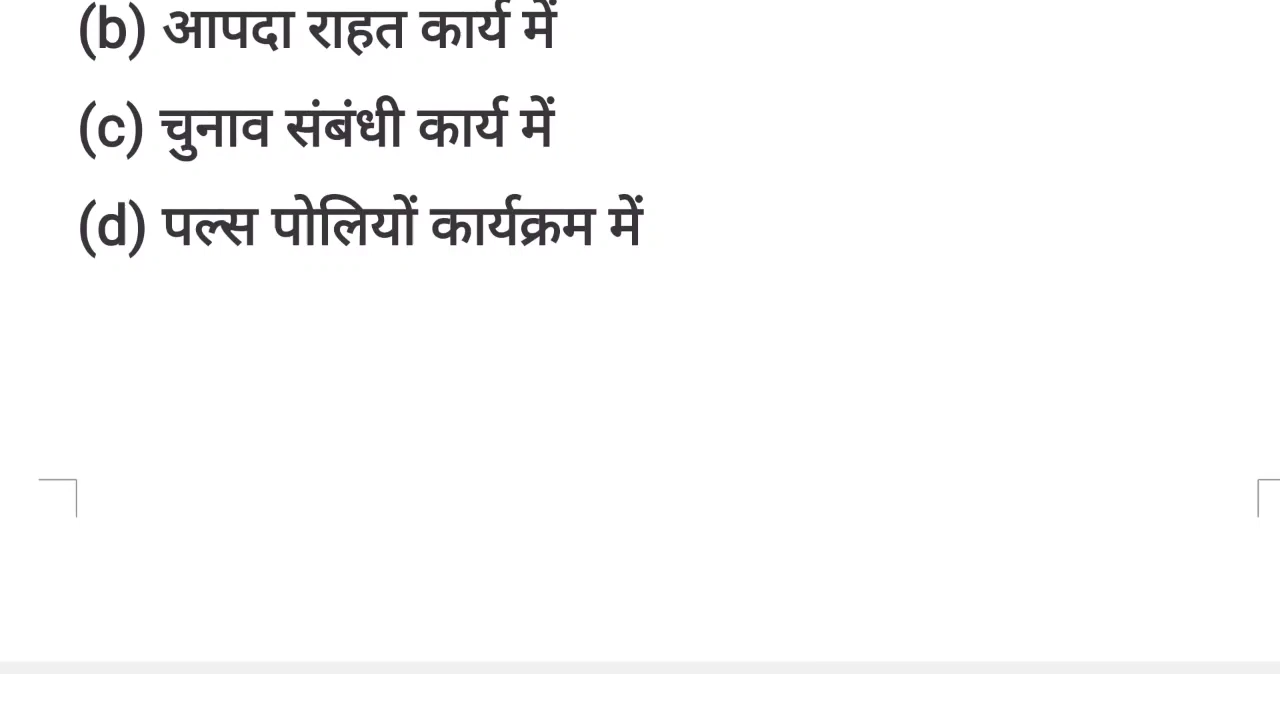 (b) आपदा राहत कार्य में
(c) चुनाव संबंधी कार्य में
(d) पल्स पोलियों कार्यक्रम में